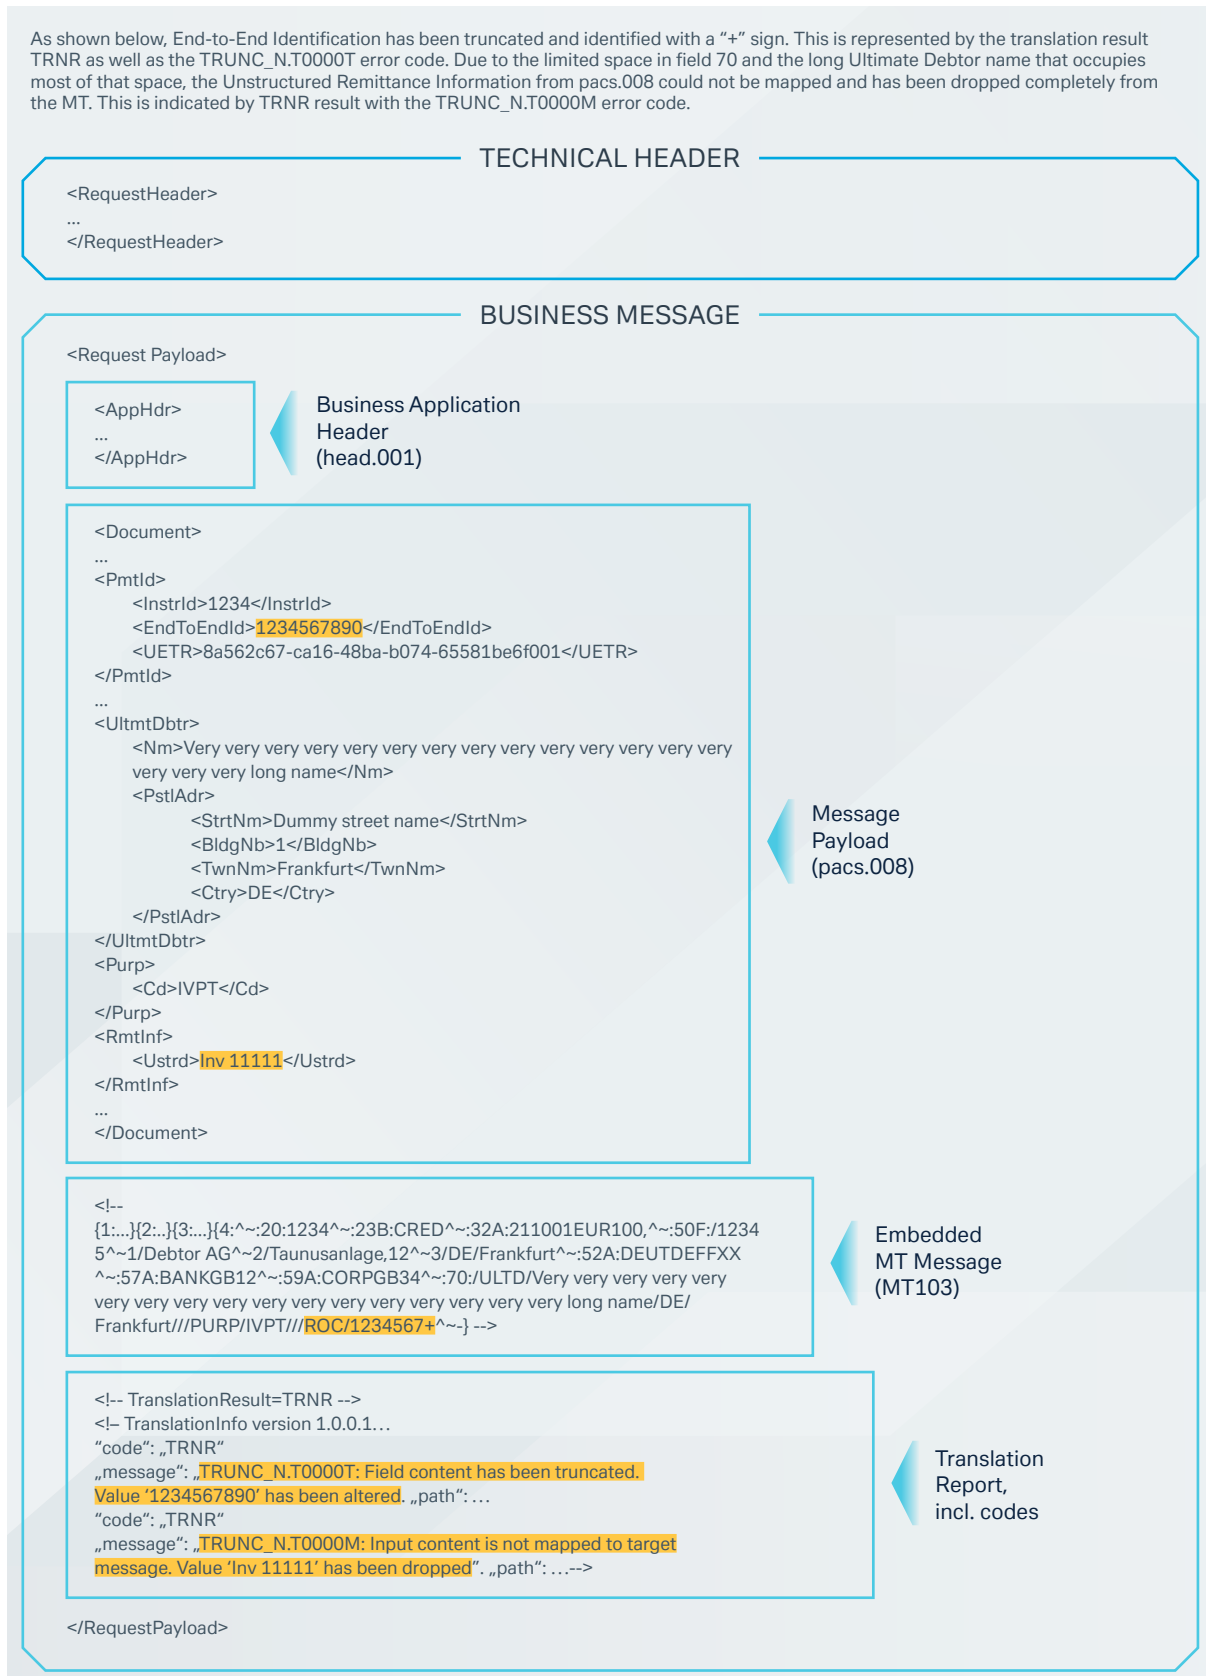 As shown below, End-to-End Identification has been truncated and identified with a “+” sign. This is represented by the translation result
TRNR as well as the TRUNC_N.T0000T error code. Due to the limited space in field 70 and the long Ultimate Debtor name that occupies
most of that space, the Unstructured Remittance Information from pacs.008 could not be mapped and has been dropped completely from
the MT. This is indicated by TRNR result with the TRUNC_N.T0000M error code.
TECHNICAL HEADER
<RequestHeader>
...
</RequestHeader>
BUSINESS MESSAGE
<Request Payload>
<AppHdr>
...
</AppHdr>
Business Application
Header
(head.001)
<Document>
...
<PmtId>
<InstrId>1234</InstrId>
<EndToEndId>1234567890</EndToEndId>
<UETR>8a562c67-ca16-48ba-b074-65581be6f001</UETR>
</PmtId>
...
<UltmtDbtr>
<Nm>Very very very very very very very very very very very very very very
very very very long name</Nm>
<PstlAdr>
<StrtNm>Dummy street name</StrtNm>
<BldgNb>1</BldgNb>
<TwnNm>Frankfurt</TwnNm>
<Ctry>DE</Ctry>
</PstlAdr>
</UltmtDbtr>
<Purp>
<Cd>IVPT</Cd>
</Purp>
<RmtInf>
<Ustrd>Inv 11111</Ustrd>
</RmtInf>
...
</Document>
Message
Payload
(pacs.008)
<!--
{1:...}{2:..}{3:...}{4:^~:20:1234^~:23B:CRED^~:32A:211001EUR100,^~:50F:/1234
5^~1/Debtor AG^~2/Taunusanlage,12^~3/DE/Frankfurt^~:52A:DEUTDEFFXX
^~:57A:BANKGB12^~:59A:CORPGB34^~:70:/ULTD/Very very very very very
very very very very very very very very very very very very long name/DE/
Frankfurt///PURP/IVPT///ROC/1234567+^~-} -->
Embedded
MT Message
(MT103)
<!-- TranslationResult=TRNR -->
<!– TranslationInfo version 1.0.0.1...
“code“: „TRNR“
„message“: „TRUNC_N.T0000T: Field content has been truncated.
Value ‘1234567890’ has been altered. „path“: ...
“code“: „TRNR“
„message“: „TRUNC_N.T0000M: Input content is not mapped to target
message. Value ‘Inv 11111’ has been dropped”. „path“: ...-->
Translation
Report,
incl. codes
</RequestPayload>